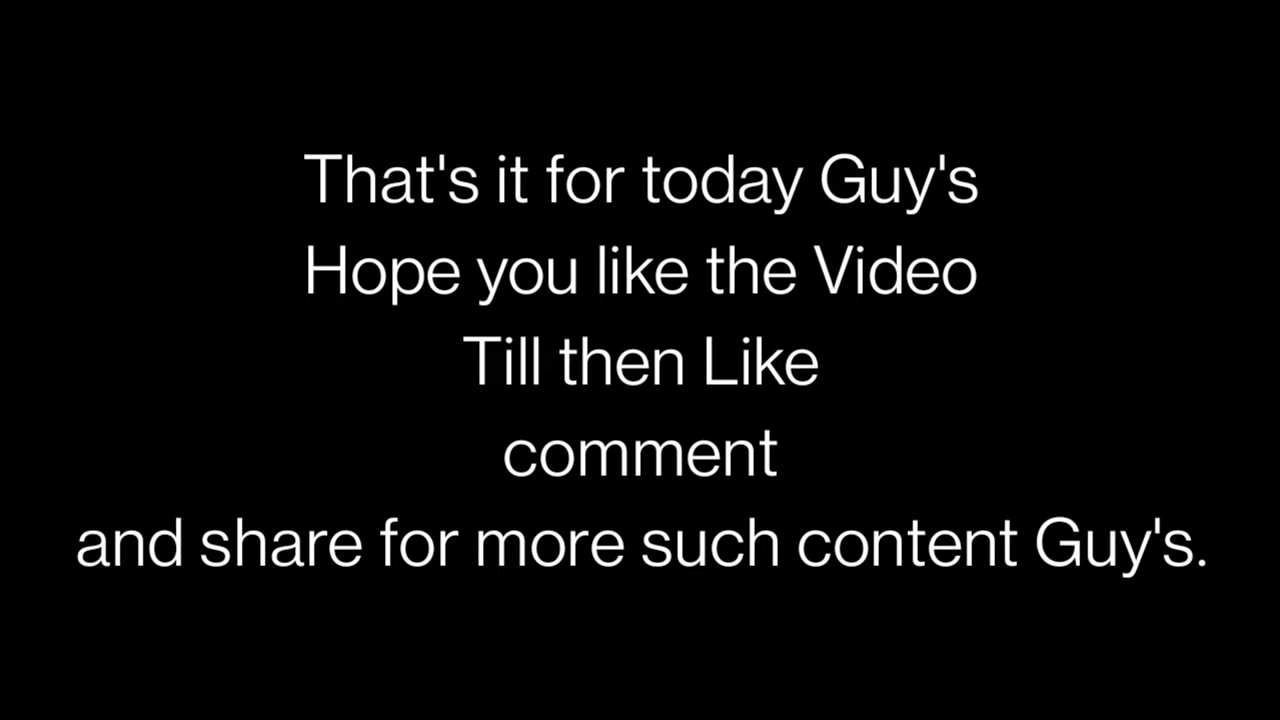 That's it for today Guy's
Hope you like the Video
Till then Like
comment
and share for more such content Guy's.